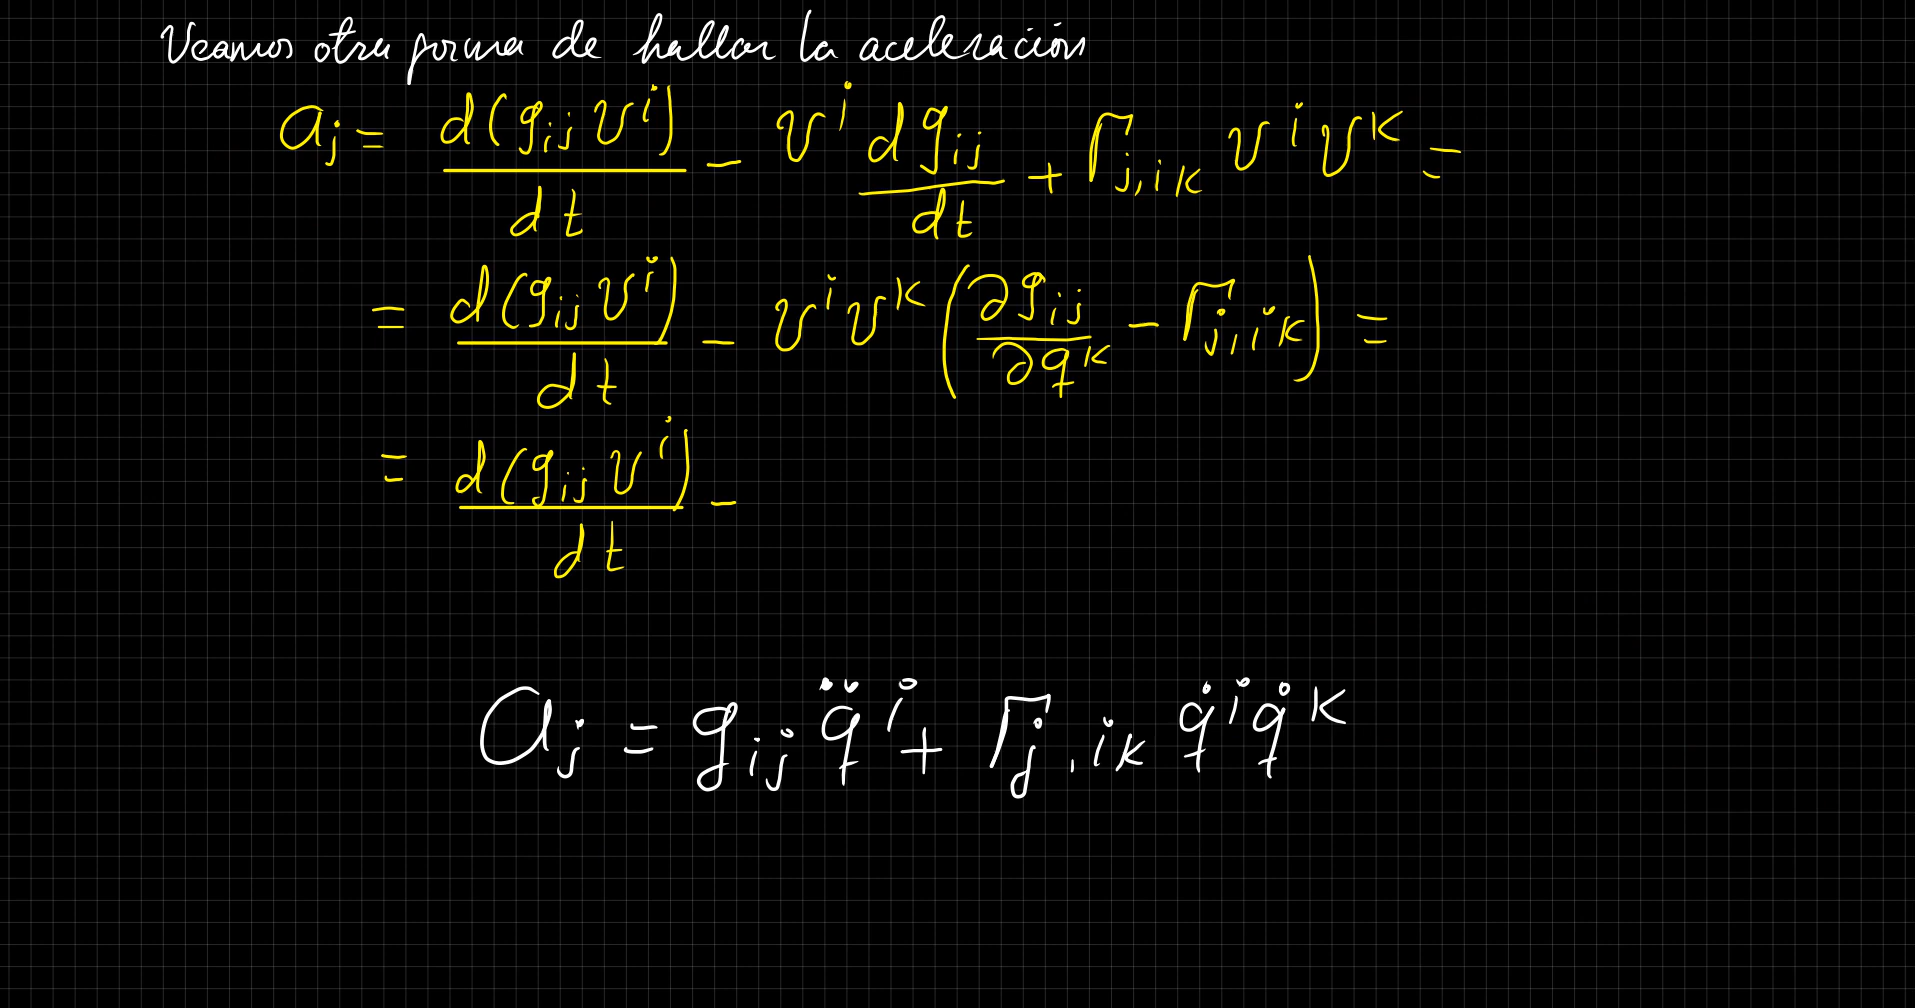 Veamos otra forma de hallar la aceleración
a_j = d(g_ij v^i)/dt - v^i dg_ij/dt + Γ_j,ik v^i v^k =
= d(g_ij v^i)/dt - v^i v^k (∂g_ij/∂q^k - Γ_j,ik) =
= d(g_ij v^i)/dt -
a_j = g_ij q̈^i + Γ_j,ik q̇^i q̇^k